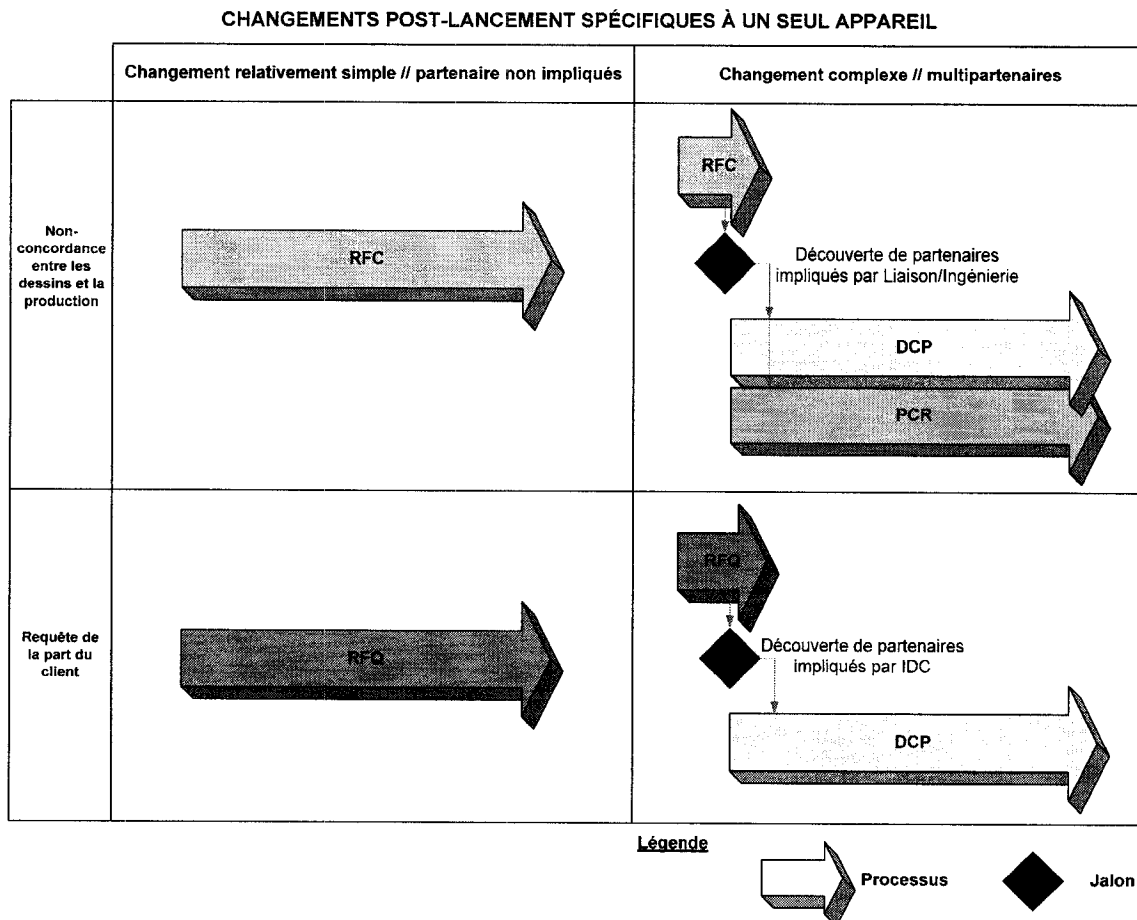 CHANGEMENTS POST-LANCEMENT SPÉCIFIQUES À UN SEUL APPAREIL
Changement relativement simple // partenaire non impliqués
Changement complexe // multipartenaires
Non-
concordance
entre les
dessins et la
production
RFC
RFC
Découverte de partenaires
impliqués par Liaison/Ingénierie
DCP
PCR
Requête de
la part du
client
RFQ
RFQ
Découverte de partenaires
impliqués par IDC
DCP
Légende
Processus
Jalon